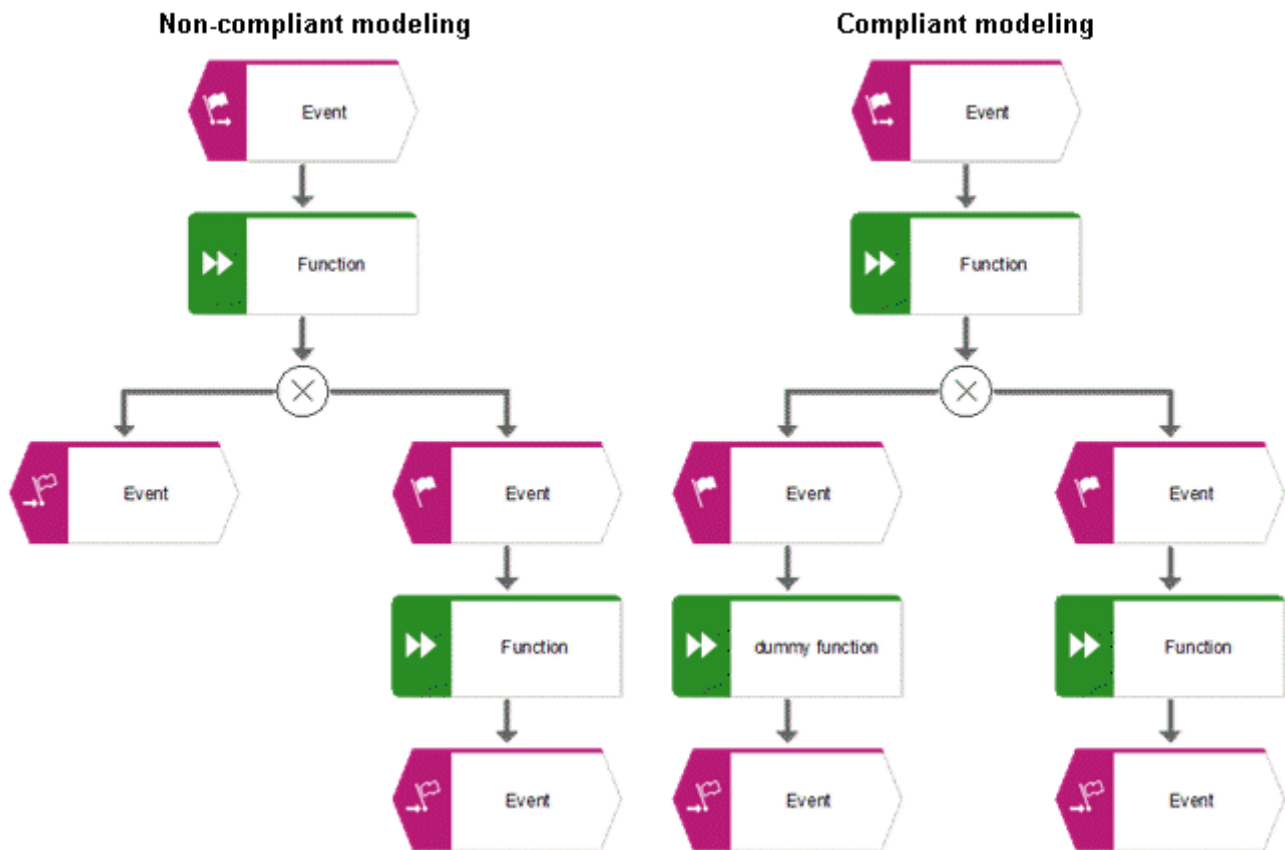 Non-compliant modeling
Compliant modeling
Event
Event
Function
Function
Event
Event
Event
Event
Function
dummy function
Function
Event
Event
Event